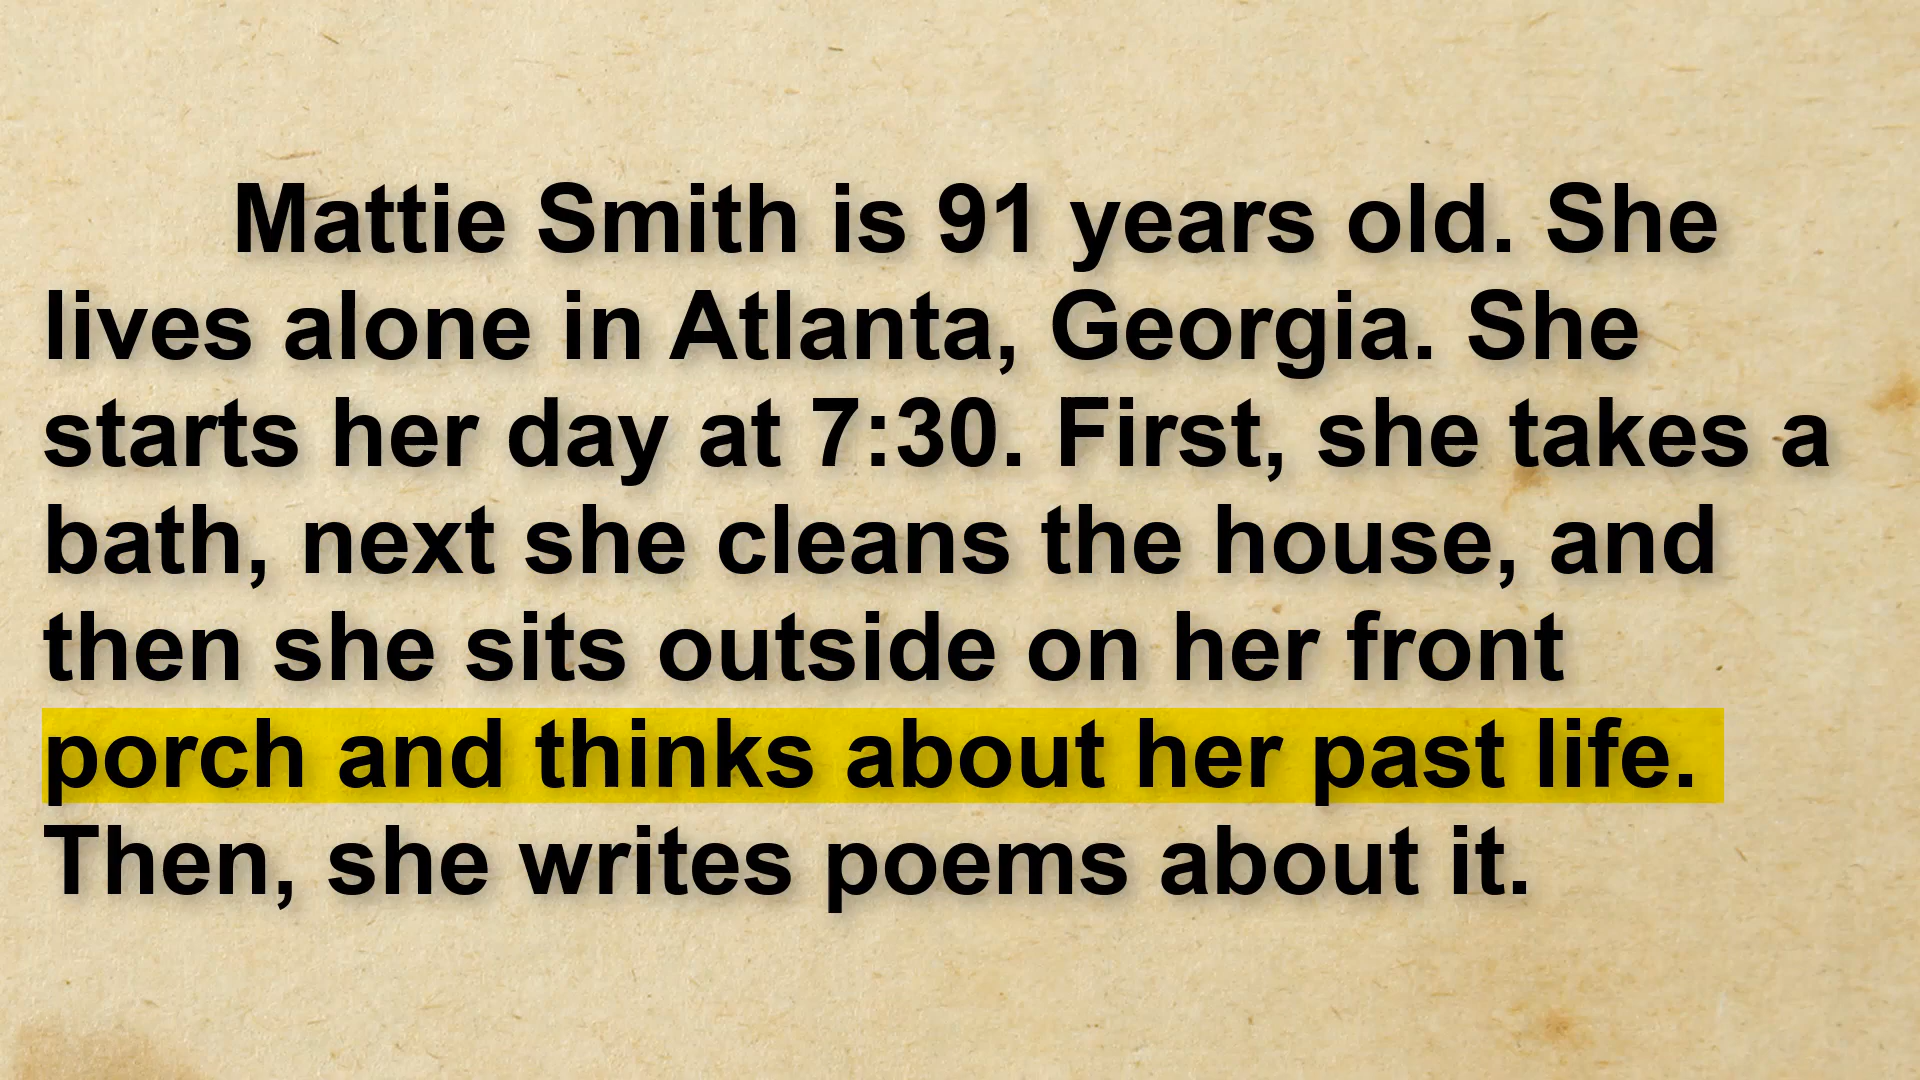 Mattie Smith is 91 years old. She
lives alone in Atlanta, Georgia. She
starts her day at 7:30. First, she takes a
bath, next she cleans the house, and
then she sits outside on her front
porch and thinks about her past life.
Then, she writes poems about it.